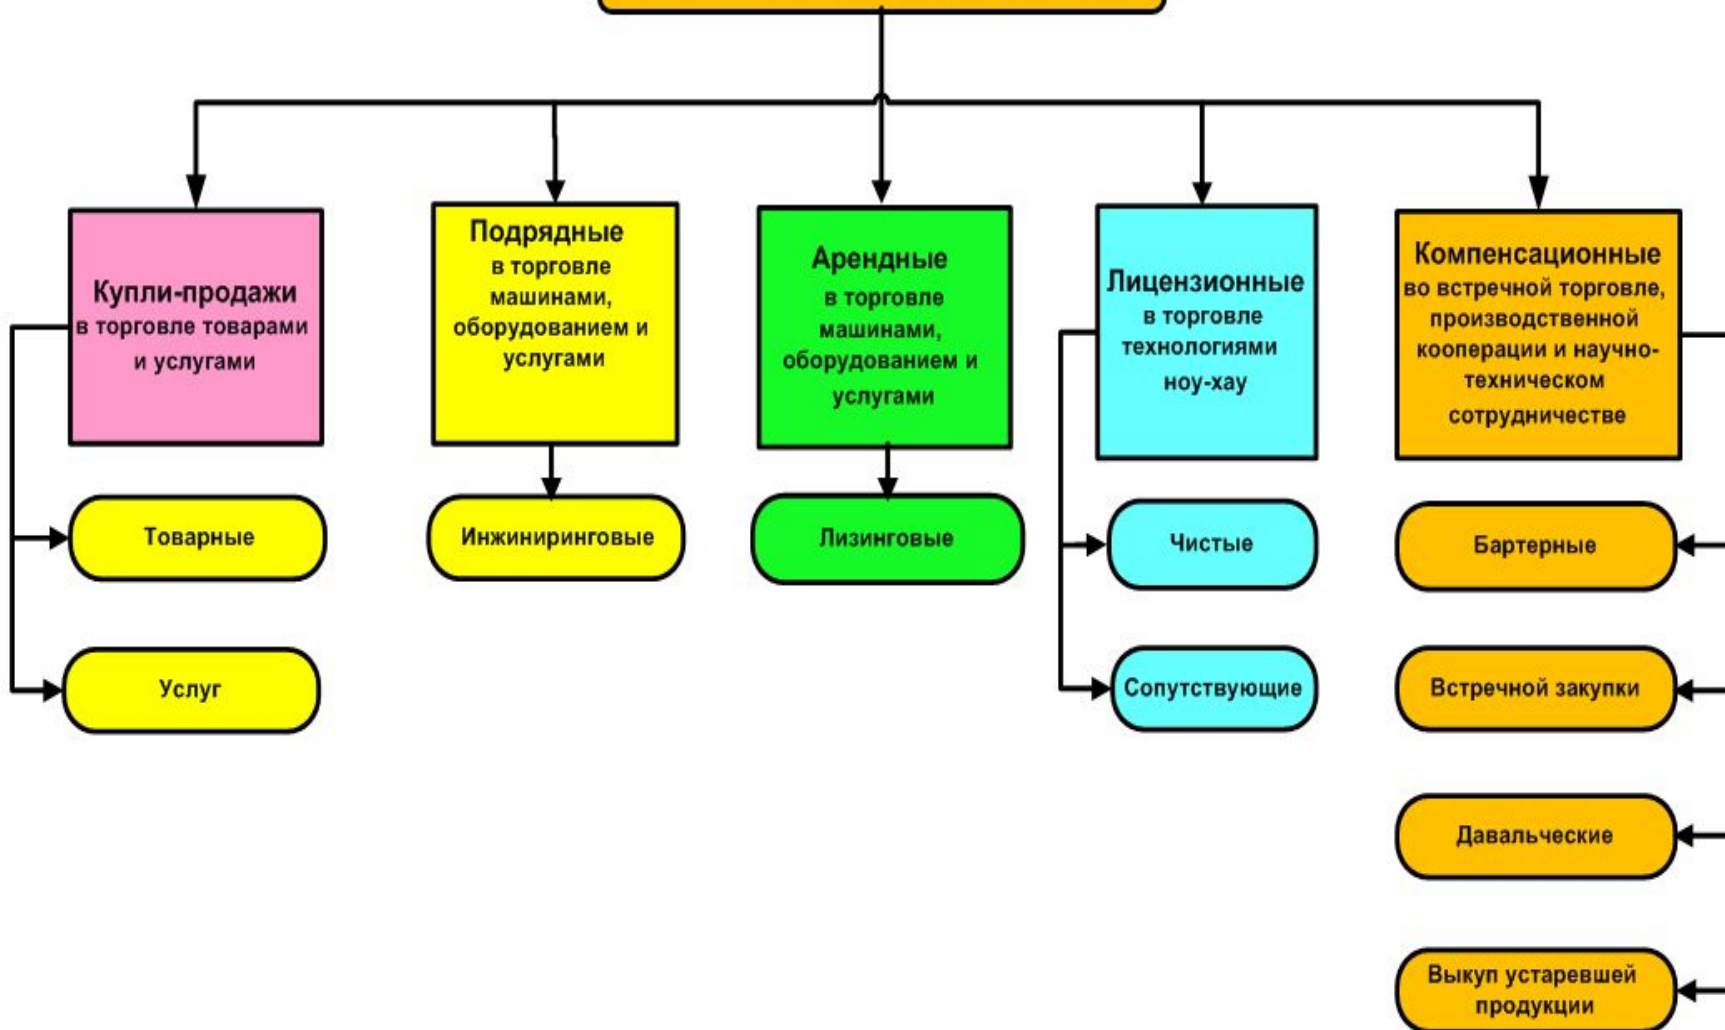 Купли-продажи
в торговле товарами
и услугами
Подрядные
в торговле
машинами,
оборудованием и
услугами
Арендные
в торговле
машинами,
оборудованием и
услугами
Лицензионные
в торговле
технологиями
ноу-хау
Компенсационные
во встречной торговле,
производственной
кооперации и научно-
техническом
сотрудничестве
Товарные
Инжиниринговые
Лизинговые
Чистые
Бартерные
Услуг
Сопутствующие
Встречной закупки
Давальческие
Выкуп устаревшей
продукции